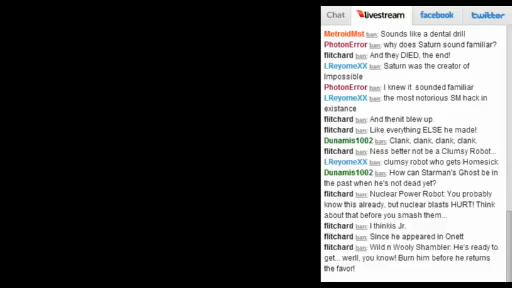 Chat livestream facebook twitter
MetroidMst ban: Sounds like a dental drill
PhotonError ban: why does Saturn sound familiar?
flitchard ban: And they DIED, the end!
LReyomeXX ban: Saturn was the creator of
Impossible
PhotonError ban: I knew it sounded familiar
LReyomeXX ban: the most notorious SM hack in
existance
flitchard ban: Andthenit blew up.
flitchard ban: Like everything ELSE he made!
Dunamis1002 ban: Clank, clank, clank, clank.
flitchard ban: Ness better not be a Clumsy Robot...
LReyomeXX ban: clumsy robot who gets Homesick
Dunamis1002 ban: How can Starman's Ghost be in
the past when he's not dead yet?
flitchard ban: Nuclear Power Robot: You probably
know this already, but nuclear blasts HURT! Think
about that before you smash them...
flitchard ban: I thinkis Jr.
flitchard ban: Since he appeared in Onett
flitchard ban: Wild n Wooly Shambler: He's ready to
get... werll, you know! Burn him before he returns
the favor!